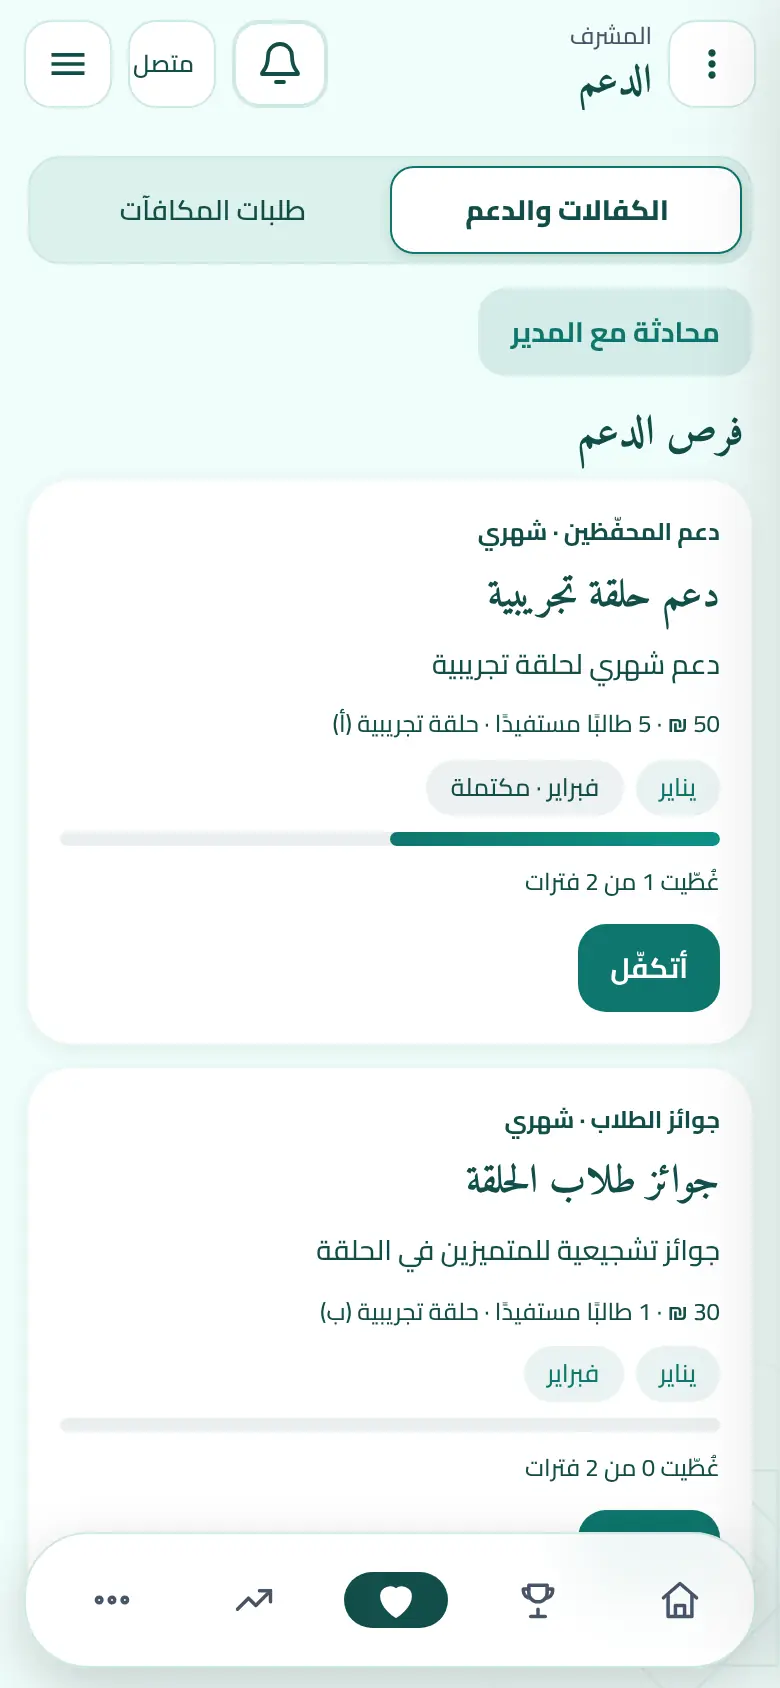 المشرف
الدعم
متصل
الكفالات والدعم
طلبات المكافآت
محادثة مع المدير
فرص الدعم
دعم المحفّظين · شهري
دعم حلقة تجريبية
دعم شهري لحلقة تجريبية
50 ₪ · 5 طالبًا مستفيدًا · حلقة تجريبية (أ)
يناير
فبراير · مكتملة
غُطّيت 1 من 2 فترات
أتكفّل
جوائز الطلاب · شهري
جوائز طلاب الحلقة
جوائز تشجيعية للمتميزين في الحلقة
30 ₪ · 1 طالبًا مستفيدًا · حلقة تجريبية (ب)
يناير
فبراير
غُطّيت 0 من 2 فترات